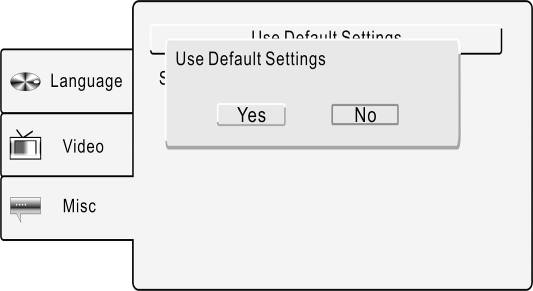 Use Default Settings
Use Default Settings
Language
S
Yes No
Video
Misc